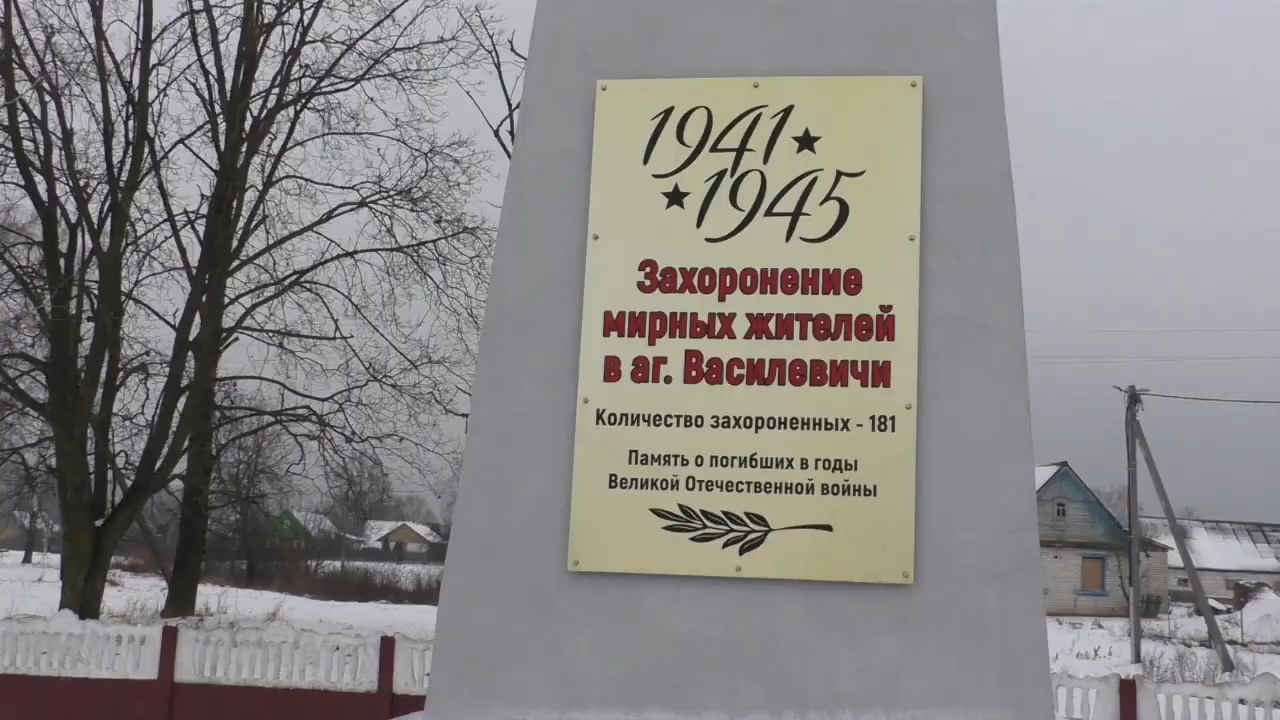 1941
1945
Захоронение
мирных жителей
в аг. Василевичи
Количество захороненных - 181
Память о погибших в годы
Великой Отечественной войны